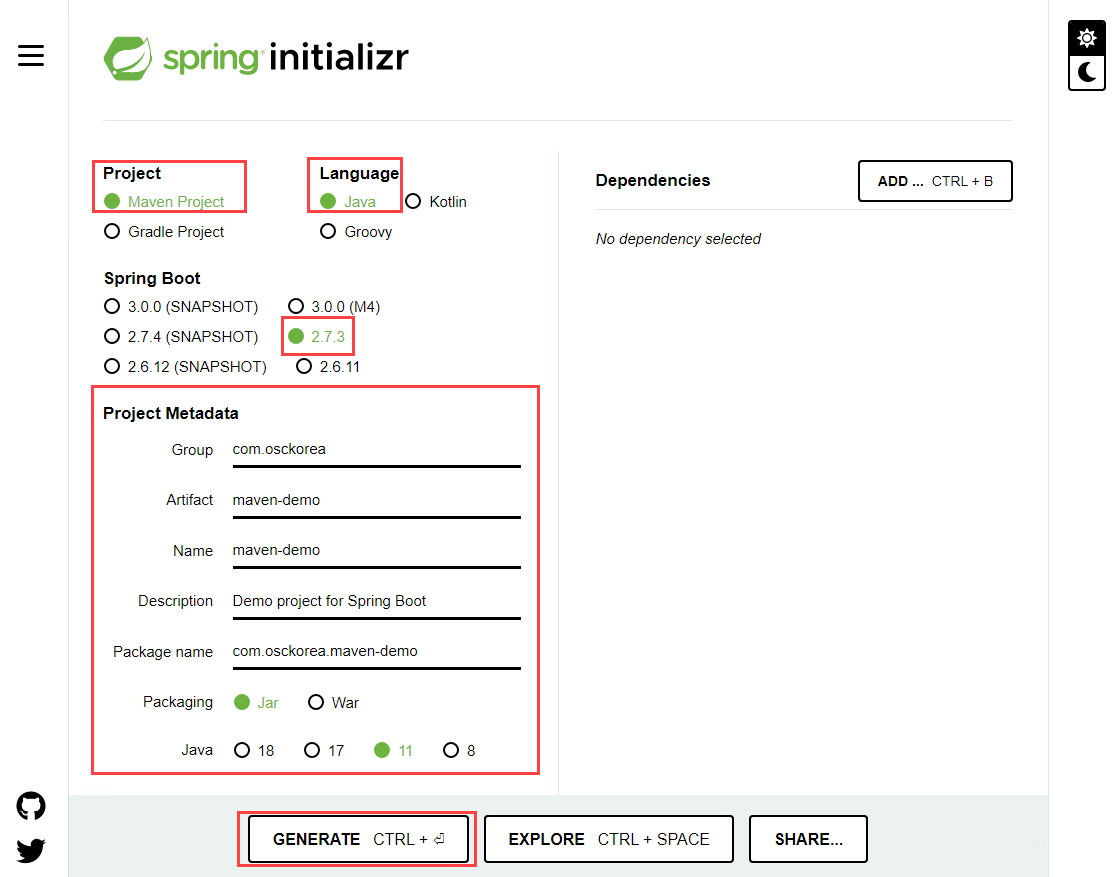 spring initializr
Project
Maven Project
Gradle Project
Language
Java Kotlin
Groovy
Spring Boot
3.0.0 (SNAPSHOT) 3.0.0 (M4)
2.7.4 (SNAPSHOT) 2.7.3
2.6.12 (SNAPSHOT) 2.6.11
Project Metadata
Group com.osckorea
Artifact maven-demo
Name maven-demo
Description Demo project for Spring Boot
Package name com.osckorea.maven-demo
Packaging Jar War
Java 18 17 11 8
Dependencies
ADD ... CTRL + B
No dependency selected
GENERATE CTRL + ⏎
EXPLORE CTRL + SPACE
SHARE...